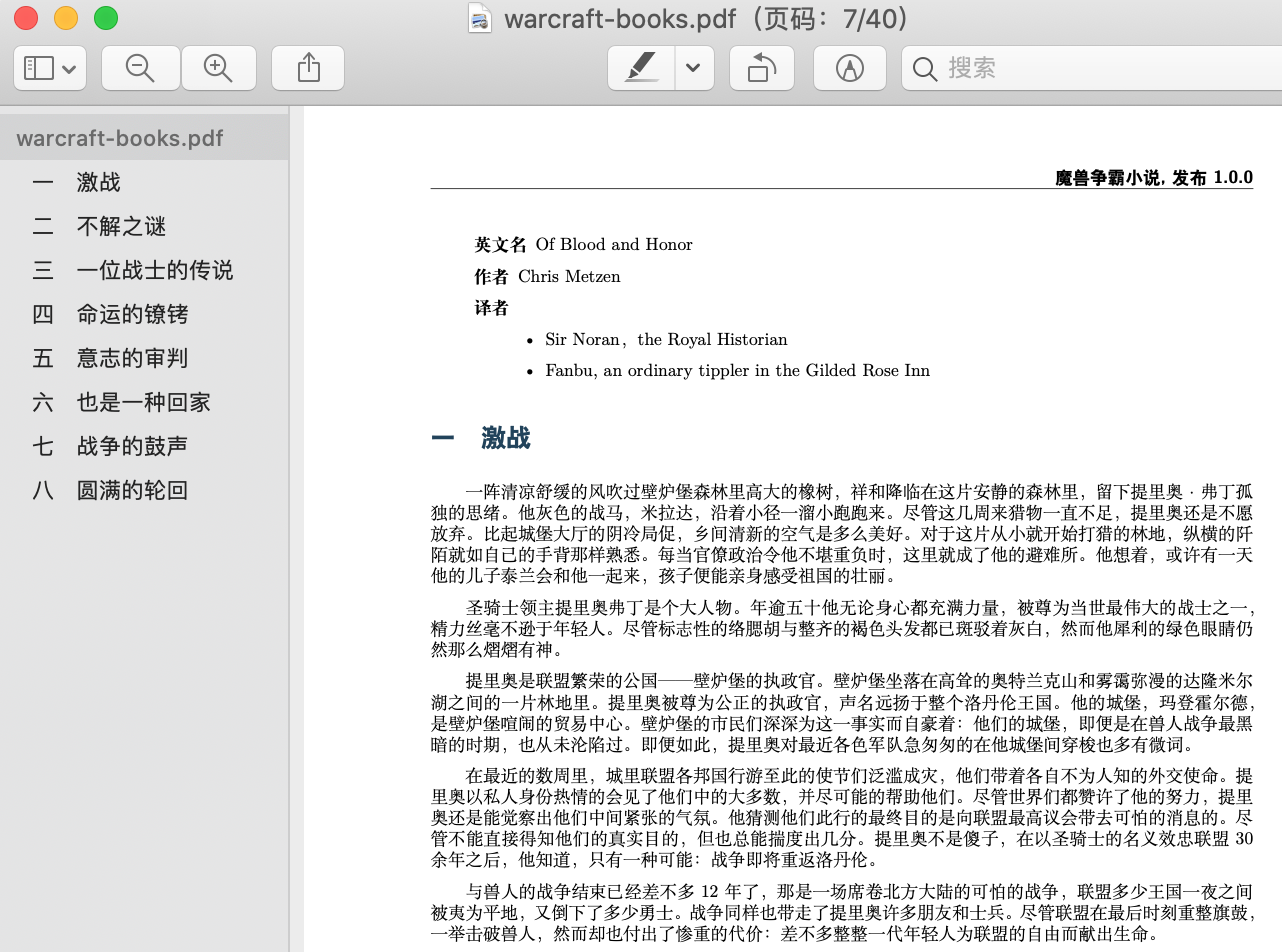 warcraft-books.pdf（页码：7/40）
搜索
warcraft-books.pdf
一 激战
二 不解之谜
三 一位战士的传说
四 命运的镣铐
五 意志的审判
六 也是一种回家
七 战争的鼓声
八 圆满的轮回
魔兽争霸小说, 发布 1.0.0
英文名 Of Blood and Honor
作者 Chris Metzen
译者
• Sir Noran，the Royal Historian
• Fanbu, an ordinary tippler in the Gilded Rose Inn
一 激战
一阵清凉舒缓的风吹过壁炉堡森林里高大的橡树，祥和降临在这片安静的森林里，留下提里奥 · 弗丁孤
独的思绪。他灰色的战马，米拉达，沿着小径一溜小跑跑来。尽管这几周来猎物一直不足，提里奥还是不愿
放弃。比起城堡大厅的阴冷局促，乡间清新的空气是多么美好。对于这片从小就开始打猎的林地，纵横的阡
陌就如自己的手背那样熟悉。每当官僚政治令他不堪重负时，这里就成了他的避难所。他想着，或许有一天
他的儿子泰兰会和他一起来，孩子便能亲身感受祖国的壮丽。
圣骑士领主提里奥弗丁是个大人物。年逾五十他无论身心都充满力量，被尊为当世最伟大的战士之一，
精力丝毫不逊于年轻人。尽管标志性的络腮胡与整齐的褐色头发都已斑驳着灰白，然而他犀利的绿色眼睛仍
然那么熠熠有神。
提里奥是联盟繁荣的公国——壁炉堡的执政官。壁炉堡坐落在高耸的奥特兰克山和雾霭弥漫的达隆米尔
湖之间的一片林地里。提里奥被尊为公正的执政官，声名远扬于整个洛丹伦王国。他的城堡，玛登霍尔德，
是壁炉堡喧闹的贸易中心。壁炉堡的市民们深深为这一事实而自豪着：他们的城堡，即便是在兽人战争最黑
暗的时期，也从未沦陷过。即便如此，提里奥对最近各色军队急匆匆的在他城堡间穿梭也多有微词。
在最近的数周里，城里联盟各邦国行游至此的使节们泛滥成灾，他们带着各自不为人知的外交使命。提
里奥以私人身份热情的会见了他们中的大多数，并尽可能的帮助他们。尽管世界们都赞许了他的努力，提里
奥还是能觉察出他们中间紧张的气氛。他猜测他们此行的最终目的是向联盟最高议会带去可怕的消息的。尽
管不能直接得知他们的真实目的，但也总能揣度出几分。提里奥不是傻子，在以圣骑士的名义效忠联盟 30
余年之后，他知道，只有一种可能：战争即将重返洛丹伦。
与兽人的战争结束已经差不多 12 年了，那是一场席卷北方大陆的可怕的战争，联盟多少王国一夜之间
被夷为平地，又倒下了多少勇士。战争同样也带走了提里奥许多朋友和士兵。尽管联盟在最后时刻重整旗鼓，
一举击破兽人，然而却也付出了惨重的代价：差不多整整一代年轻人为联盟的自由而献出生命。